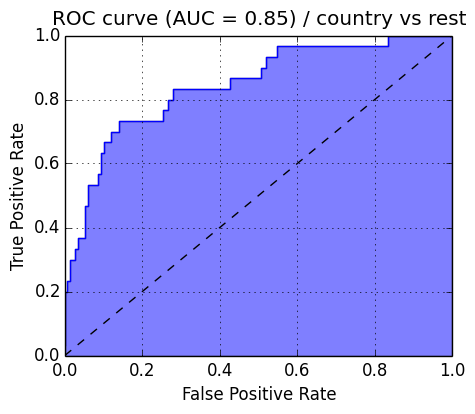 ROC curve (AUC = 0.85) / country vs rest
1.0
0.8
0.6
0.4
0.2
0.0
True Positive Rate
0.0 0.2 0.4 0.6 0.8 1.0
False Positive Rate